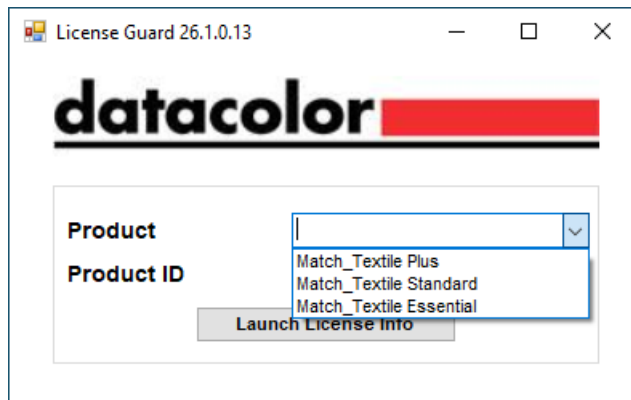 License Guard 26.1.0.13
datacolor
Product
Match_Textile Plus
Product ID
Match_Textile Standard
Match_Textile Essential
Launch License Info